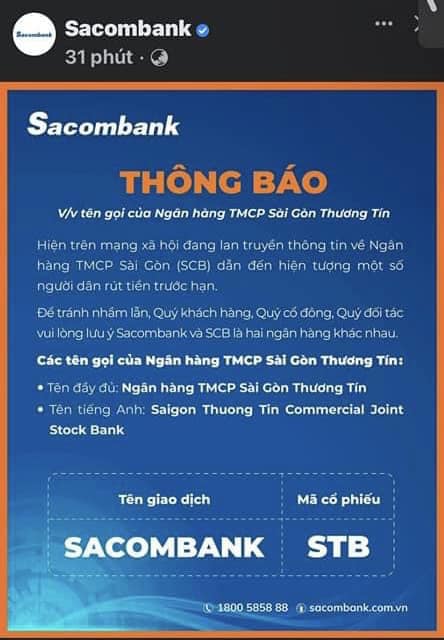 Sacombank
31 phút ·
Sacombank
THÔNG BÁO
V/v tên gọi của Ngân hàng TMCP Sài Gòn Thương Tín
Hiện trên mạng xã hội đang lan truyền thông tin về Ngân
hàng TMCP Sài Gòn (SCB) dẫn đến hiện tượng một số
người dân rút tiền trước hạn.
Để tránh nhầm lẫn, Quý khách hàng, Quý cổ đông, Quý đối tác
vui lòng lưu ý Sacombank và SCB là hai ngân hàng khác nhau.
Các tên gọi của Ngân hàng TMCP Sài Gòn Thương Tín:
• Tên đầy đủ: Ngân hàng TMCP Sài Gòn Thương Tín
• Tên tiếng Anh: Saigon Thuong Tin Commercial Joint
Stock Bank
Tên giao dịch
Mã cổ phiếu
SACOMBANK
STB
1800 5858 88
sacombank.com.vn